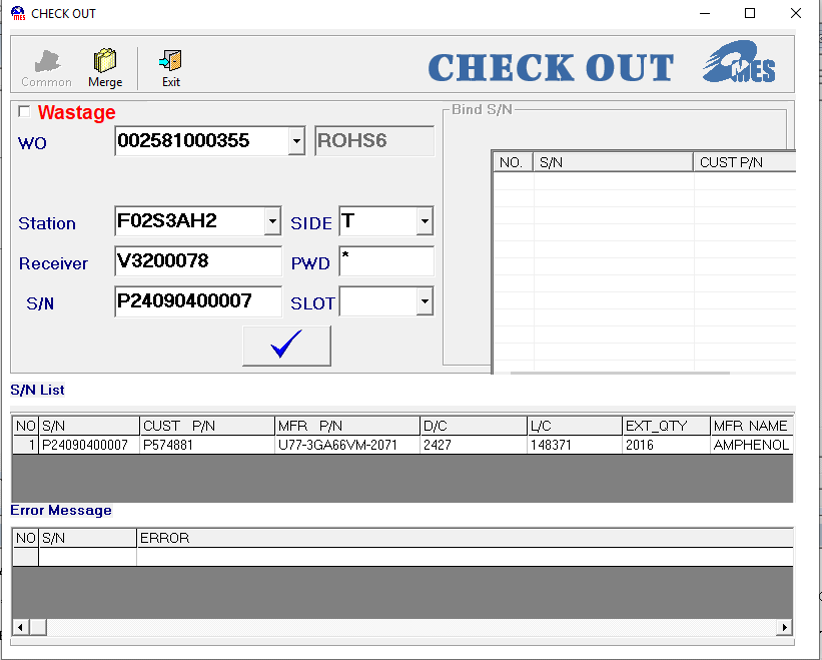 CHECK OUT
Common Merge Exit
CHECK OUT MES
Wastage
Bind S/N
WO 002581000355 ROHS6
NO. S/N CUST P/N
Station F02S3AH2 SIDE T
Receiver V3200078 PWD *
S/N P24090400007 SLOT
S/N List
NO S/N CUST P/N MFR P/N D/C L/C EXT_QTY MFR NAME
1 P24090400007 P574881 U77-3GA66VM-2071 2427 148371 2016 AMPHENOL
Error Message
NO S/N ERROR